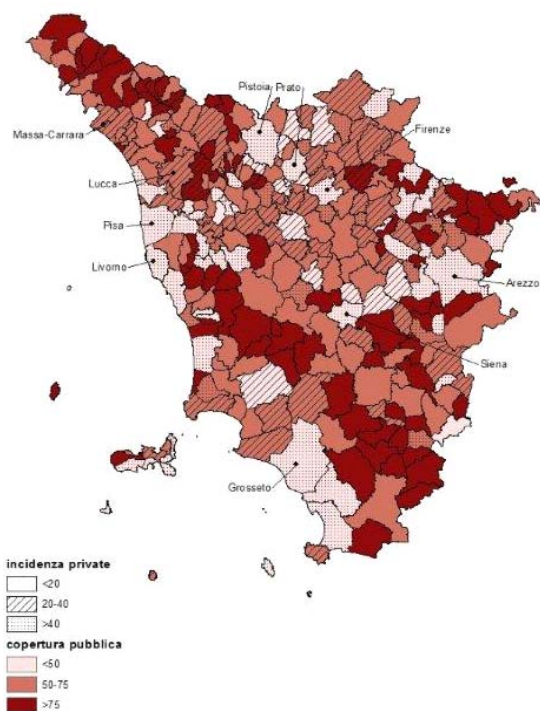 Pistoia Prato
Massa-Carrara
Firenze
Lucca
Pisa
Livorno
Arezzo
Siena
Grosseto
incidenza private
<20
20-40
>40
copertura pubblica
<50
50-75
>75